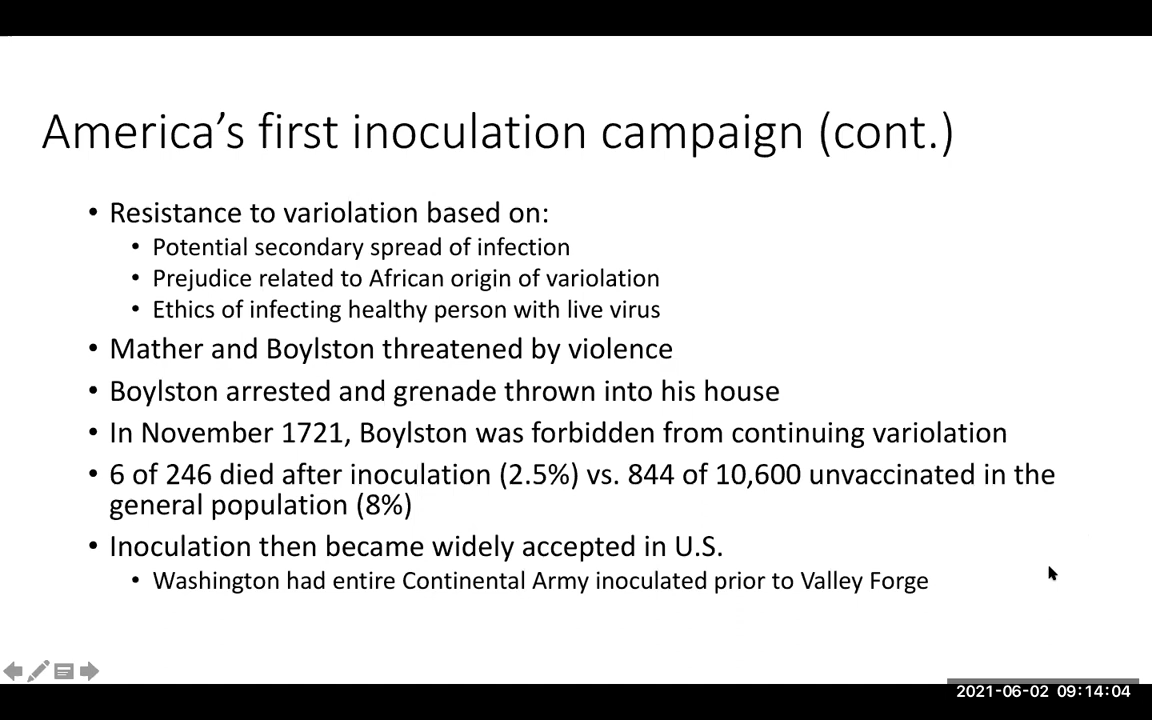 America’s first inoculation campaign (cont.)
• Resistance to variolation based on:
• Potential secondary spread of infection
• Prejudice related to African origin of variolation
• Ethics of infecting healthy person with live virus
• Mather and Boylston threatened by violence
• Boylston arrested and grenade thrown into his house
• In November 1721, Boylston was forbidden from continuing variolation
• 6 of 246 died after inoculation (2.5%) vs. 844 of 10,600 unvaccinated in the
general population (8%)
• Inoculation then became widely accepted in U.S.
• Washington had entire Continental Army inoculated prior to Valley Forge
2021-06-02 09:14:04